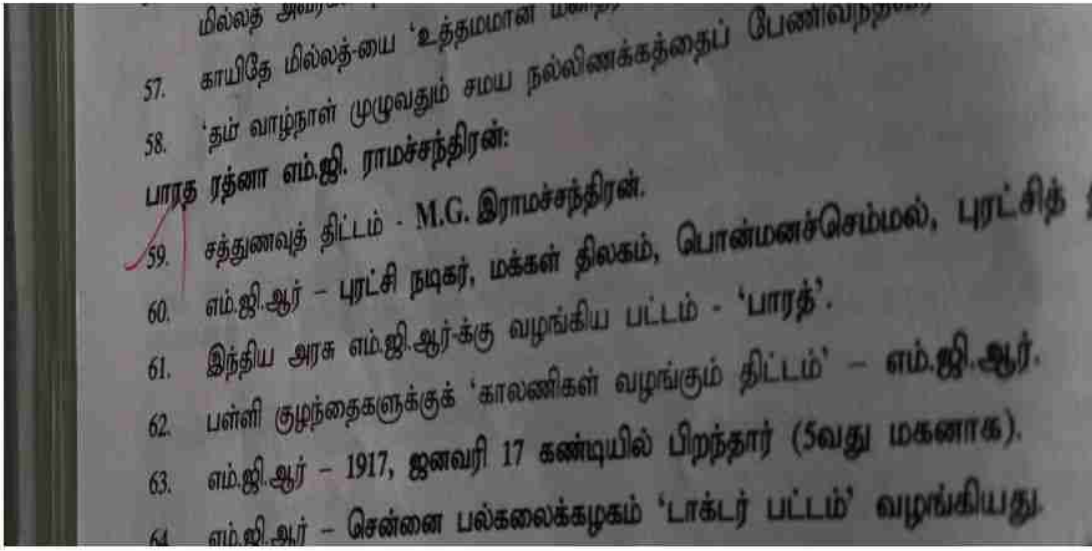 மில்லத்
57. காயிதே மில்லத்-யை ‘உத்தமமான
58. ‘தம் வாழ்நாள் முழுவதும் சமய நல்லிணக்கத்தைப் பேணிவந்தவர்
பாரத ரத்னா எம்.ஜி. ராமச்சந்திரன்:
59. சத்துணவுத் திட்டம் - M.G. இராமச்சந்திரன்.
60. எம்.ஜி.ஆர் – புரட்சி நடிகர், மக்கள் திலகம், பொன்மனச்செம்மல், புரட்சித்
61. இந்திய அரசு எம்.ஜி.ஆர்-க்கு வழங்கிய பட்டம் - ‘பாரத்’.
62. பள்ளி குழந்தைகளுக்குக் ‘காலணிகள் வழங்கும் திட்டம்’ – எம்.ஜி.ஆர்.
63. எம்.ஜி.ஆர் – 1917, ஜனவரி 17 கண்டியில் பிறந்தார் (5வது மகனாக).
64 எம்.ஜி.ஆர் – சென்னை பல்கலைக்கழகம் ‘டாக்டர் பட்டம்’ வழங்கியது.